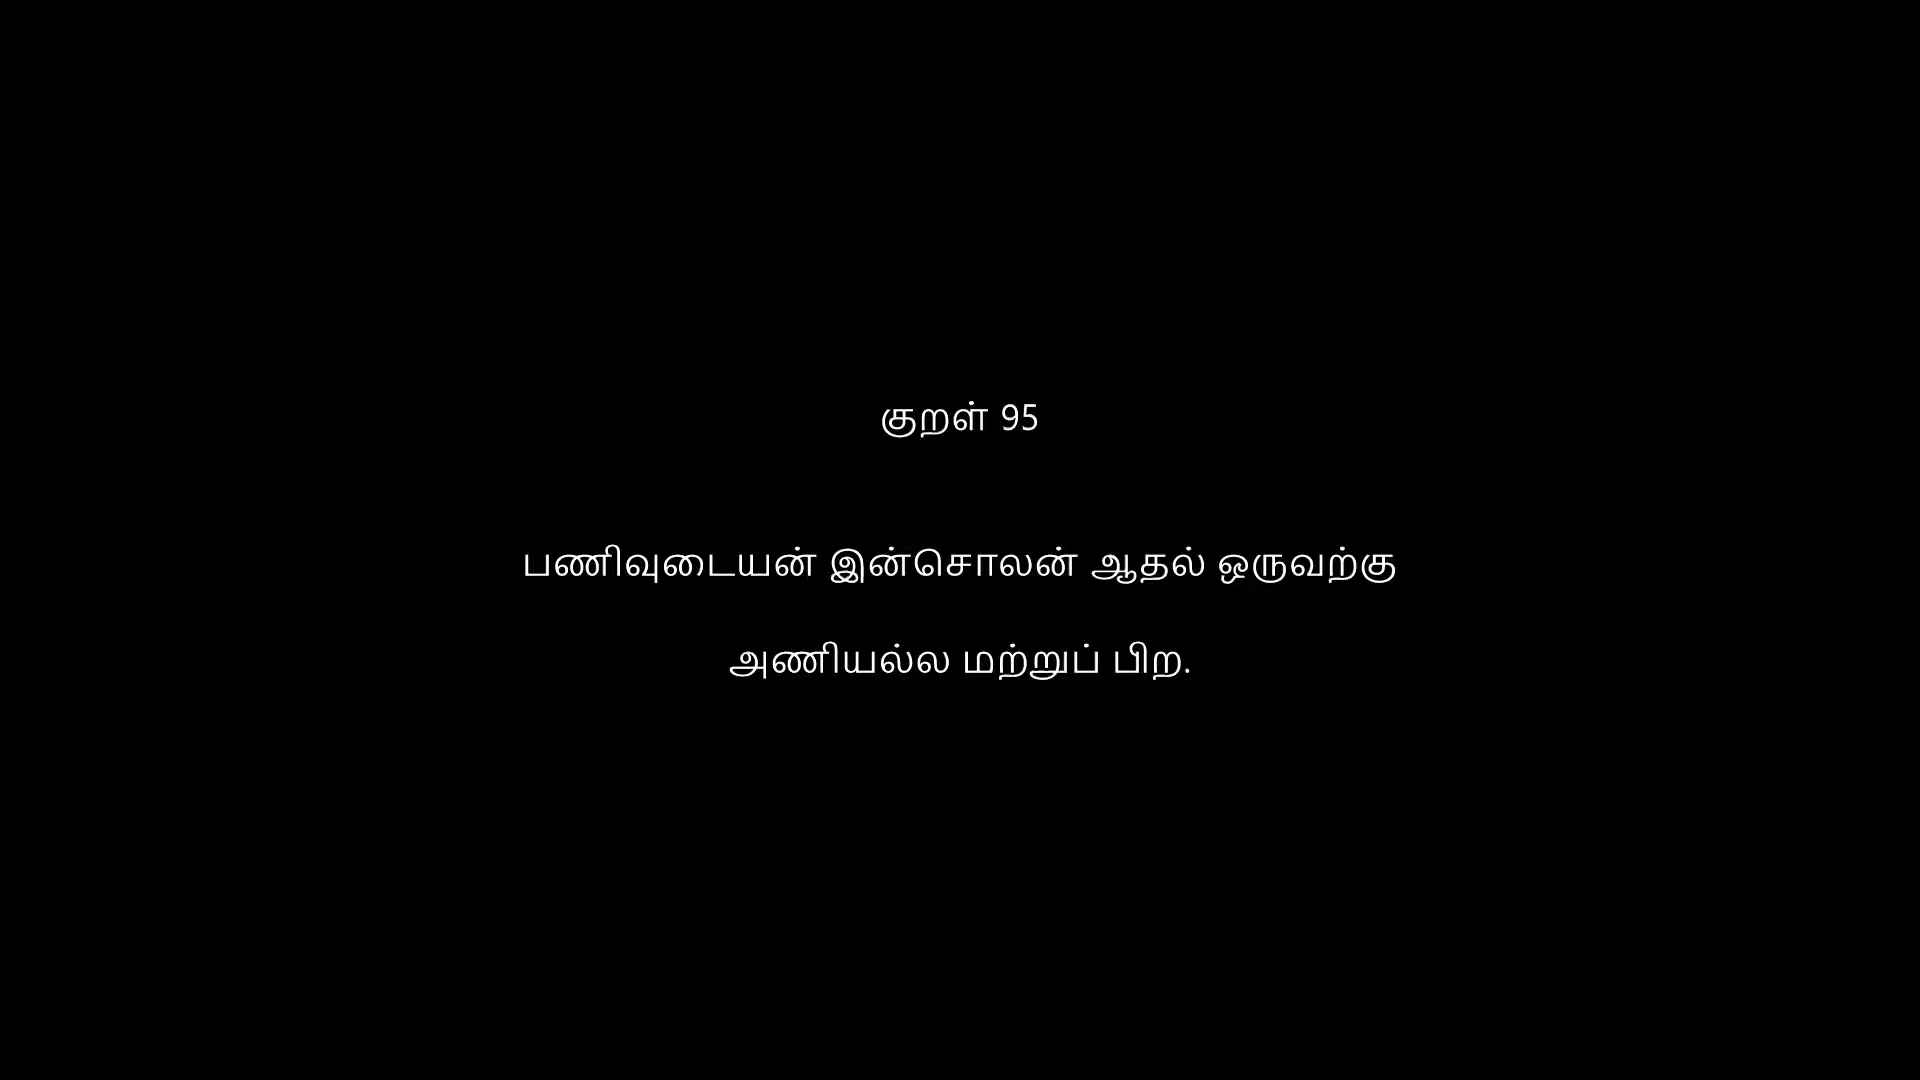 குறள் 95
பணிவுடையன் இன்சொலன் ஆதல் ஒருவற்கு
அணியல்ல மற்றுப் பிற.